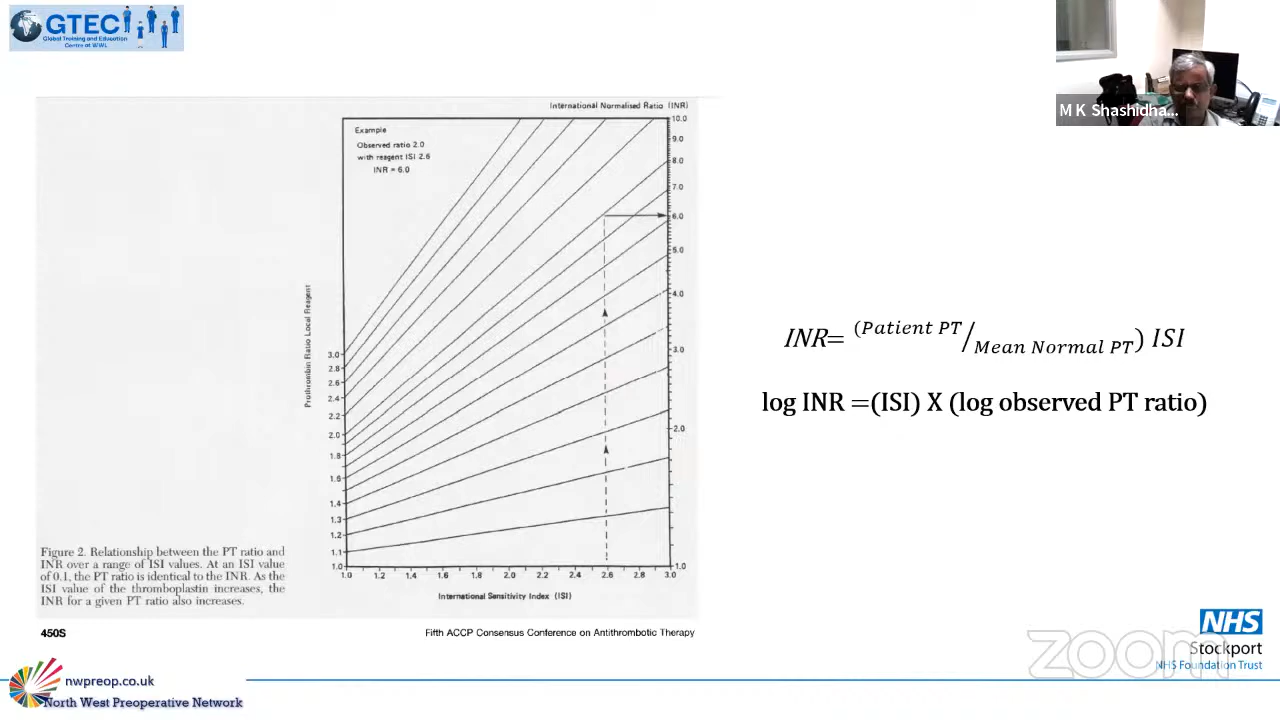 GTEC
Global Training and Education
Centre at WWL
M K Shashidha...
International Normalised Ratio (INR)
Example
Observed ratio 2.0
with reagent ISI 2.6
INR = 6.0
Prothrombin Ratio Local Reagent
3.0
2.8
2.6
2.4
2.2
2.0
1.8
1.6
1.4
1.3
1.2
1.1
1.0
10.0
9.0
8.0
7.0
6.0
5.0
4.0
3.0
2.0
1.0
1.0 1.2 1.4 1.6 1.8 2.0 2.2 2.4 2.6 2.8 3.0
International Sensitivity Index (ISI)
Figure 2. Relationship between the PT ratio and
INR over a range of ISI values. At an ISI value
of 0.1, the PT ratio is identical to the INR. As the
ISI value of the thromboplastin increases, the
INR for a given PT ratio also increases.
450S
Fifth ACCP Consensus Conference on Antithrombotic Therapy
INR= (Patient PT/Mean Normal PT) ISI
log INR =(ISI) X (log observed PT ratio)
NHS
Stockport
NHS Foundation Trust
zoom
nwpreop.co.uk
North West Preoperative Network